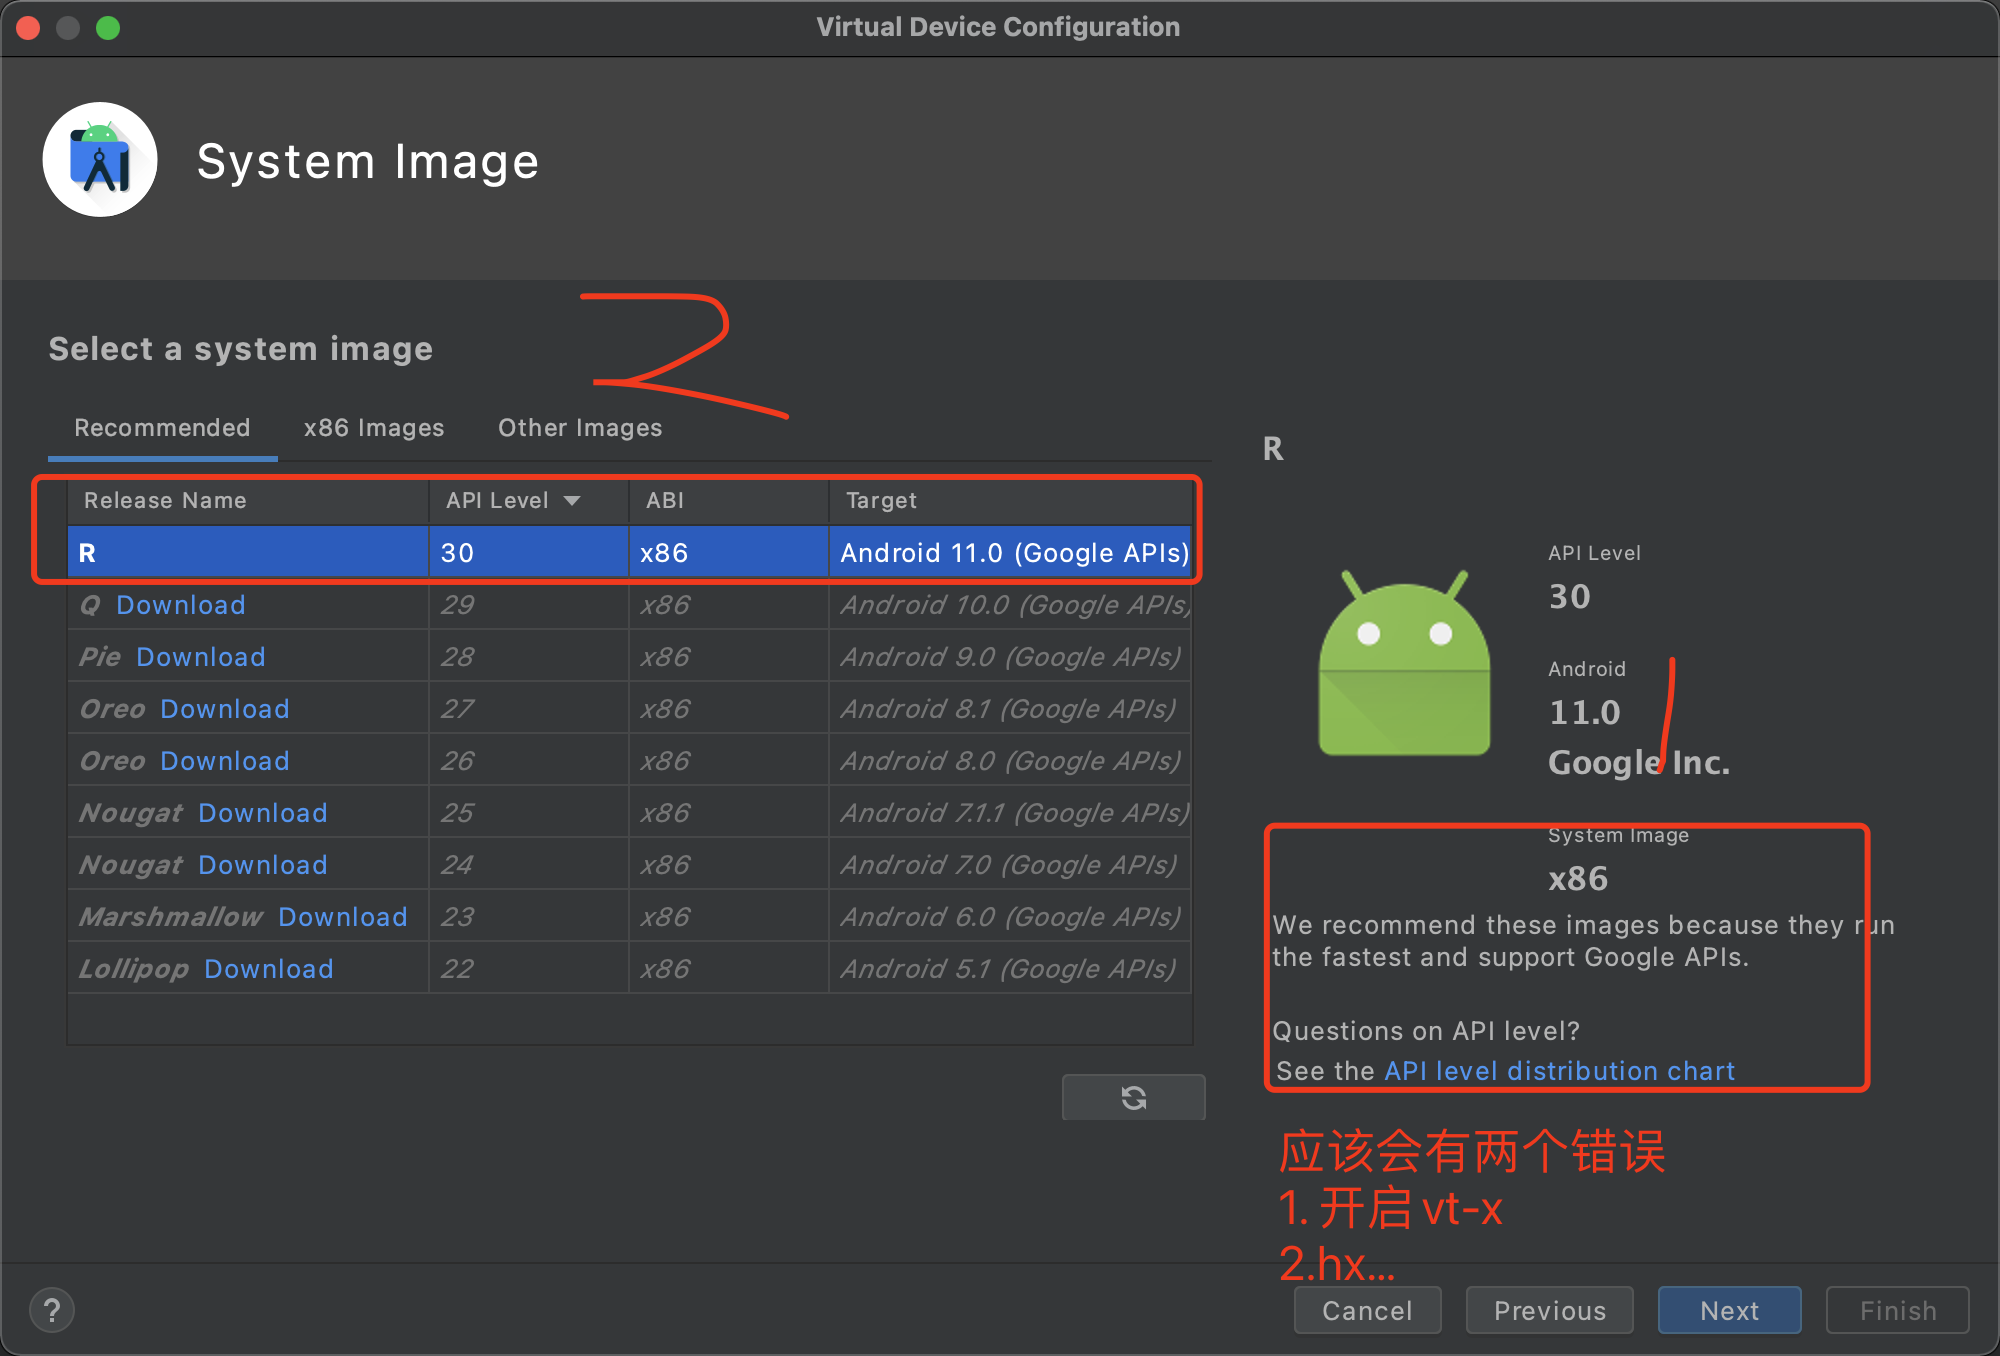 Virtual Device Configuration
System Image
2
Select a system image
Recommended x86 Images Other Images
Release Name API Level ABI Target
R 30 x86 Android 11.0 (Google APIs)
Q Download 29 x86 Android 10.0 (Google APIs)
Pie Download 28 x86 Android 9.0 (Google APIs)
Oreo Download 27 x86 Android 8.1 (Google APIs)
Oreo Download 26 x86 Android 8.0 (Google APIs)
Nougat Download 25 x86 Android 7.1.1 (Google APIs)
Nougat Download 24 x86 Android 7.0 (Google APIs)
Marshmallow Download 23 x86 Android 6.0 (Google APIs)
Lollipop Download 22 x86 Android 5.1 (Google APIs)
R
API Level
30
Android
11.0
Google Inc.
1
System Image
x86
We recommend these images because they run
the fastest and support Google APIs.
Questions on API level?
See the API level distribution chart
应该会有两个错误
1. 开启 vt-x
2.hx...
? Cancel Previous Next Finish